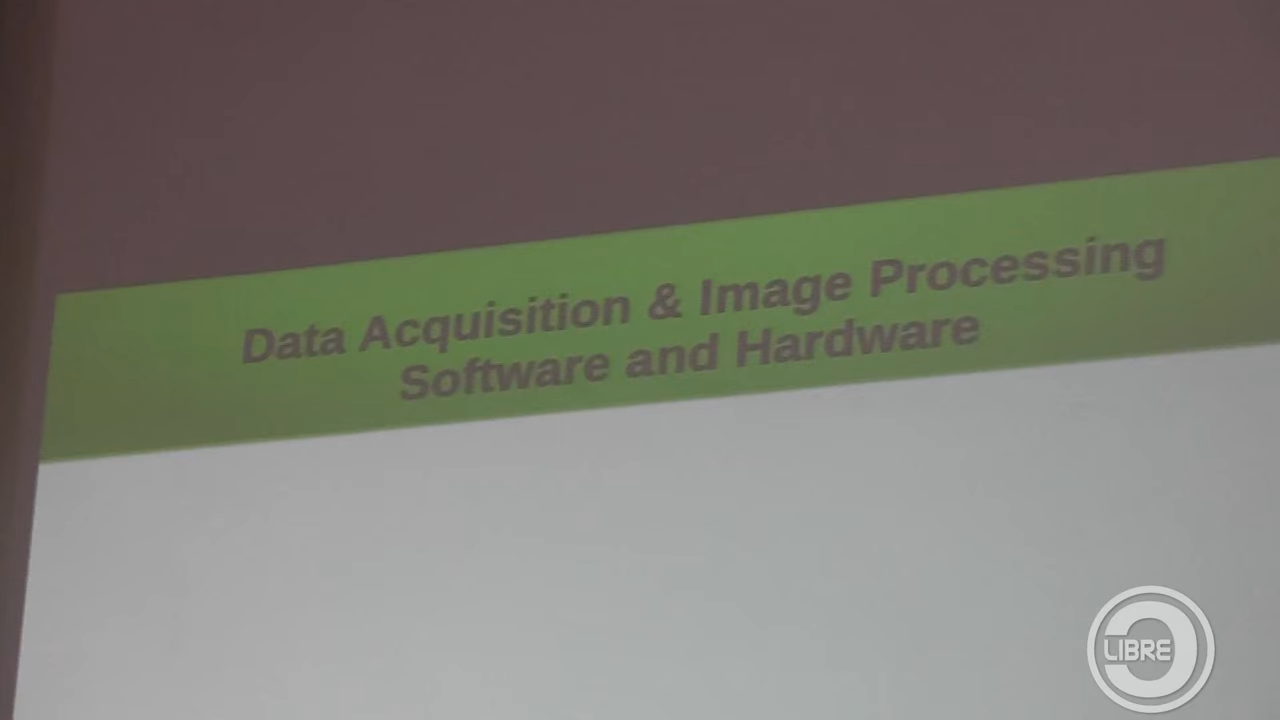 Data Acquisition & Image Processing
Software and Hardware
LIBRE